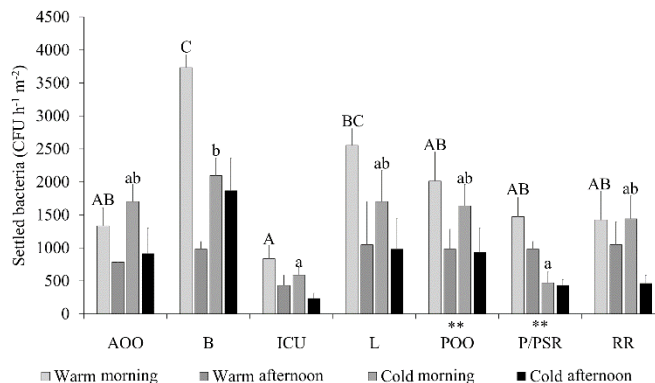 Settled bacteria (CFU h⁻¹ m⁻²)
4500
4000
3500
3000
2500
2000
1500
1000
500
0
AB ab
C b
A a
BC ab
AB ab
AB a
AB ab
** **
AOO B ICU L POO P/PSR RR
Warm morning Warm afternoon Cold morning Cold afternoon